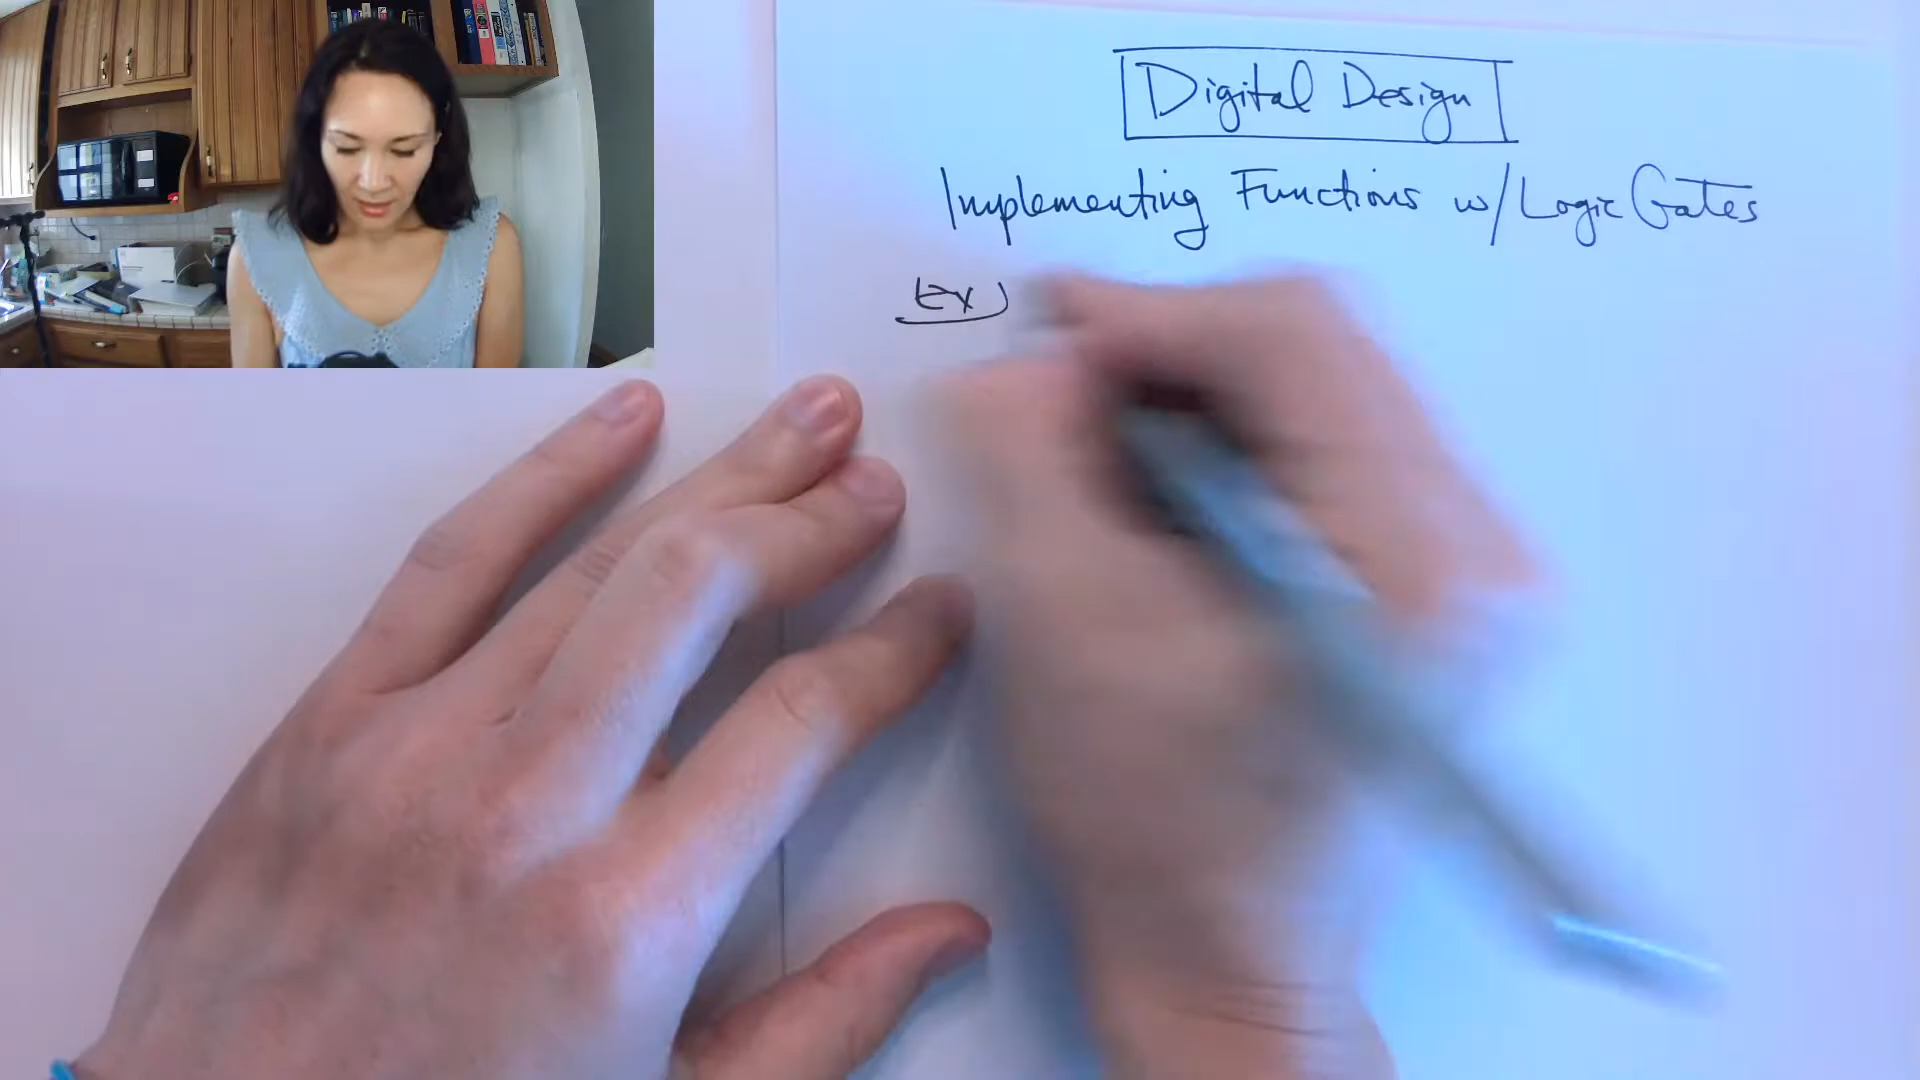 Digital Design
Implementing Functions w/ Logic Gates
Ex)